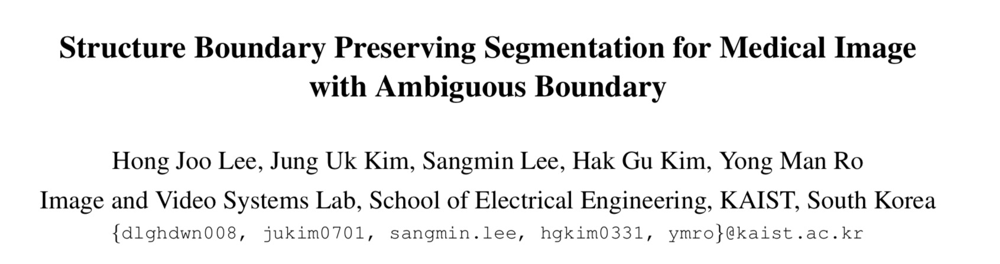 Structure Boundary Preserving Segmentation for Medical Image
with Ambiguous Boundary
Hong Joo Lee, Jung Uk Kim, Sangmin Lee, Hak Gu Kim, Yong Man Ro
Image and Video Systems Lab, School of Electrical Engineering, KAIST, South Korea
{dlghdwn008, jukim0701, sangmin.lee, hgkim0331, ymro}@kaist.ac.kr